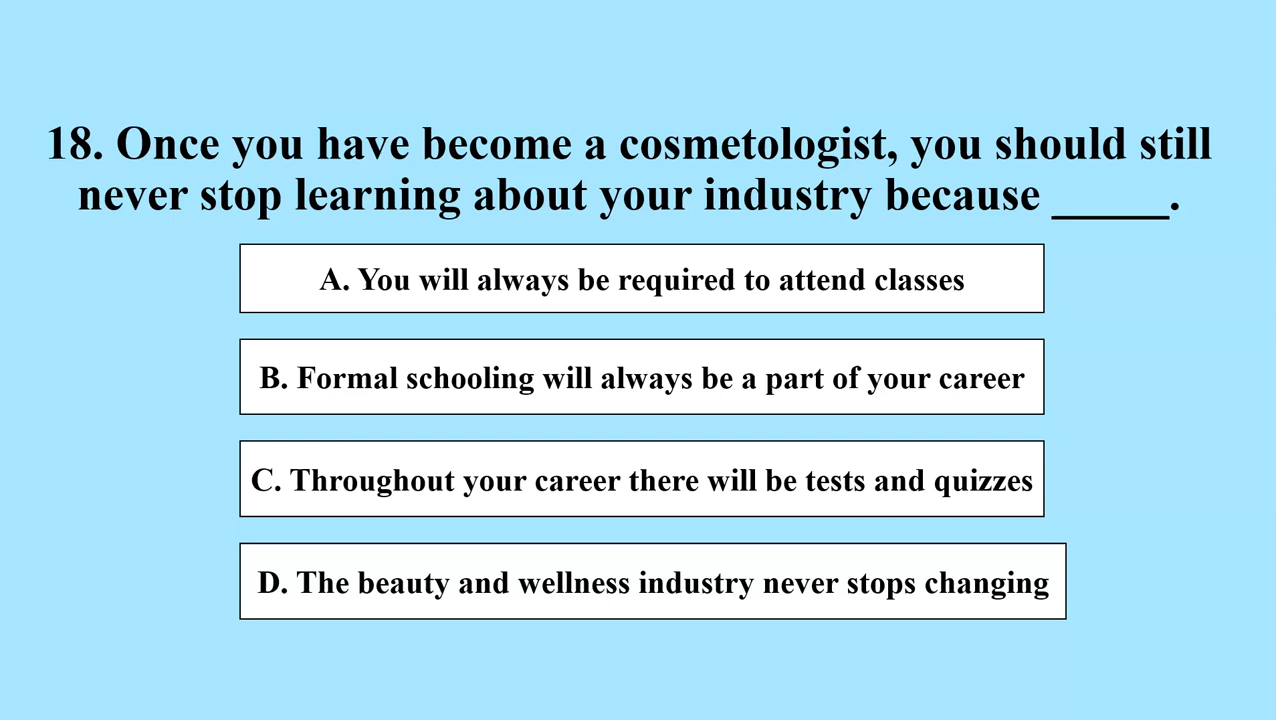 18. Once you have become a cosmetologist, you should still
never stop learning about your industry because _____.
A. You will always be required to attend classes
B. Formal schooling will always be a part of your career
C. Throughout your career there will be tests and quizzes
D. The beauty and wellness industry never stops changing